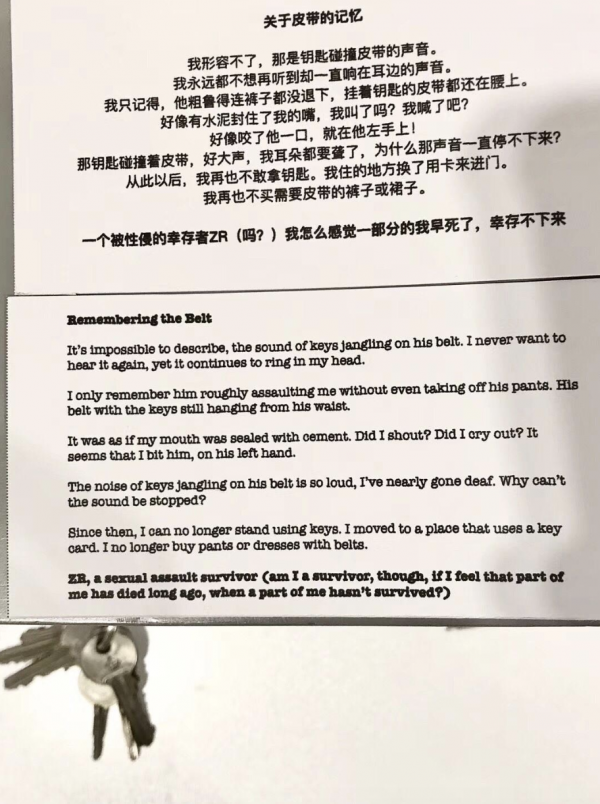 关于皮带的记忆
我形容不了，那是钥匙碰撞皮带的声音。
我永远都不想再听到却一直响在耳边的声音。
我只记得，他粗鲁得连裤子都没退下，挂着钥匙的皮带都还在腰上。
好像有水泥封住了我的嘴，我叫了吗？我喊了吧？
好像咬了他一口，就在他左手上！
那钥匙碰撞着皮带，好大声，我耳朵都要聋了，为什么那声音一直停不下来？
从此以后，我再也不敢拿钥匙。我住的地方换了用卡来进门。
我再也不买需要皮带的裤子或裙子。
一个被性侵的幸存者ZR（吗？）我怎么感觉一部分的我早死了，幸存不下来
Remembering the Belt
It's impossible to describe, the sound of keys jangling on his belt. I never want to
hear it again, yet it continues to ring in my head.
I only remember him roughly assaulting me without even taking off his pants. His
belt with the keys still hanging from his waist.
It was as if my mouth was sealed with cement. Did I shout? Did I cry out? It
seems that I bit him, on his left hand.
The noise of keys jangling on his belt is so loud, I've nearly gone deaf. Why can't
the sound be stopped?
Since then, I can no longer stand using keys. I moved to a place that uses a key
card. I no longer buy pants or dresses with belts.
ZR, a sexual assault survivor (am I a survivor, though, if I feel that part of
me has died long ago, when a part of me hasn't survived?)